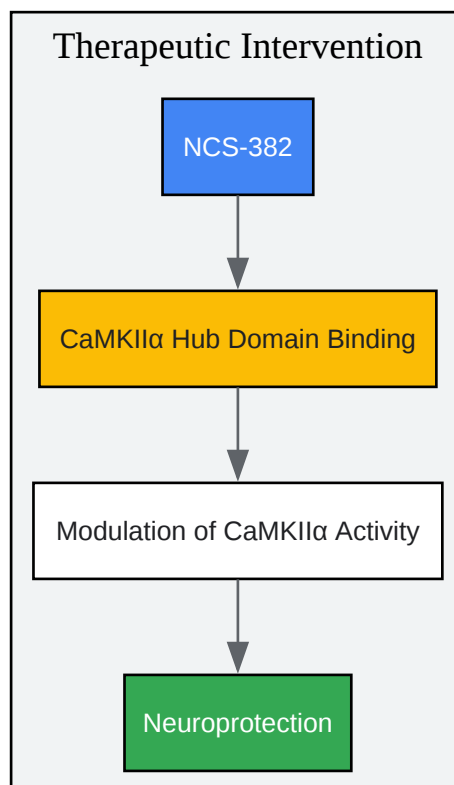 Therapeutic Intervention
NCS-382
CaMKIIα Hub Domain Binding
Modulation of CaMKIIα Activity
Neuroprotection